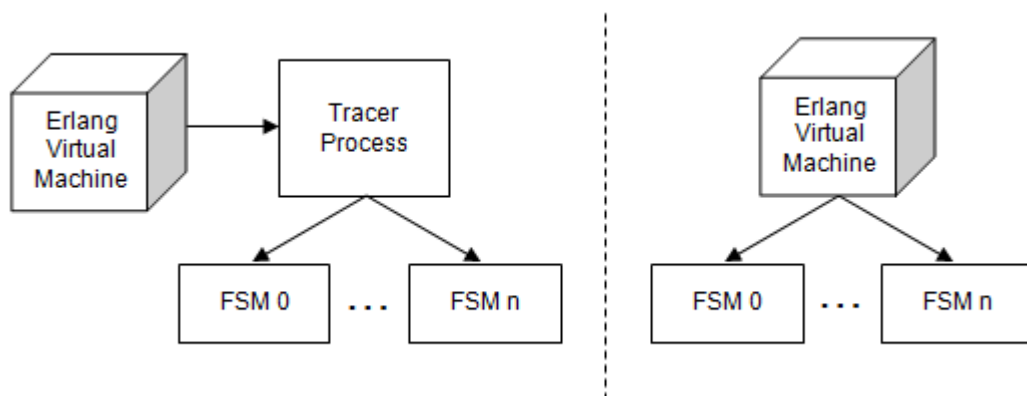 Erlang
Virtual
Machine
Tracer
Process
FSM 0
. . .
FSM n
Erlang
Virtual
Machine
FSM 0
. . .
FSM n